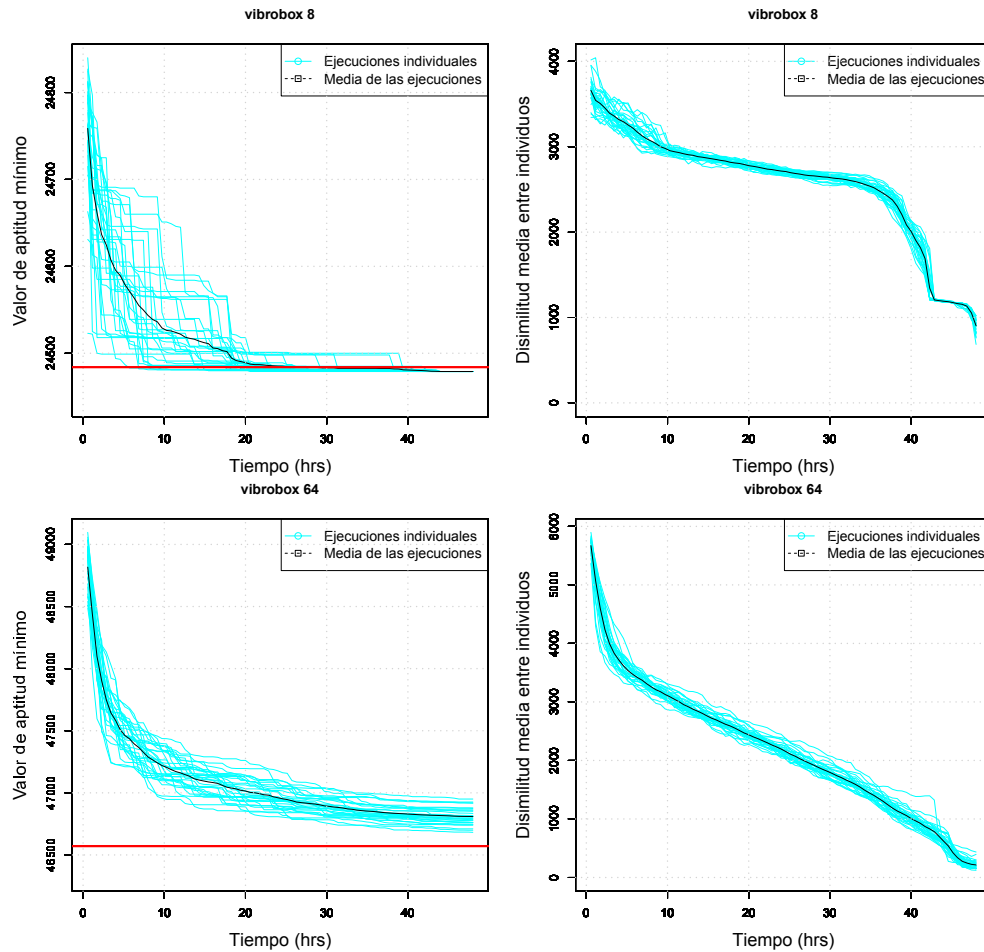 vibrobox 8
Ejecuciones individuales
Media de las ejecuciones
Valor de aptitud mínimo
24800
24700
24600
24500
0 10 20 30 40
Tiempo (hrs)
vibrobox 8
Ejecuciones individuales
Media de las ejecuciones
Disimilitud media entre individuos
4000
3000
2000
1000
0
0 10 20 30 40
Tiempo (hrs)
vibrobox 64
Ejecuciones individuales
Media de las ejecuciones
Valor de aptitud mínimo
49000
48500
48000
47500
47000
46500
0 10 20 30 40
Tiempo (hrs)
vibrobox 64
Ejecuciones individuales
Media de las ejecuciones
Disimilitud media entre individuos
6000
5000
4000
3000
2000
1000
0
0 10 20 30 40
Tiempo (hrs)